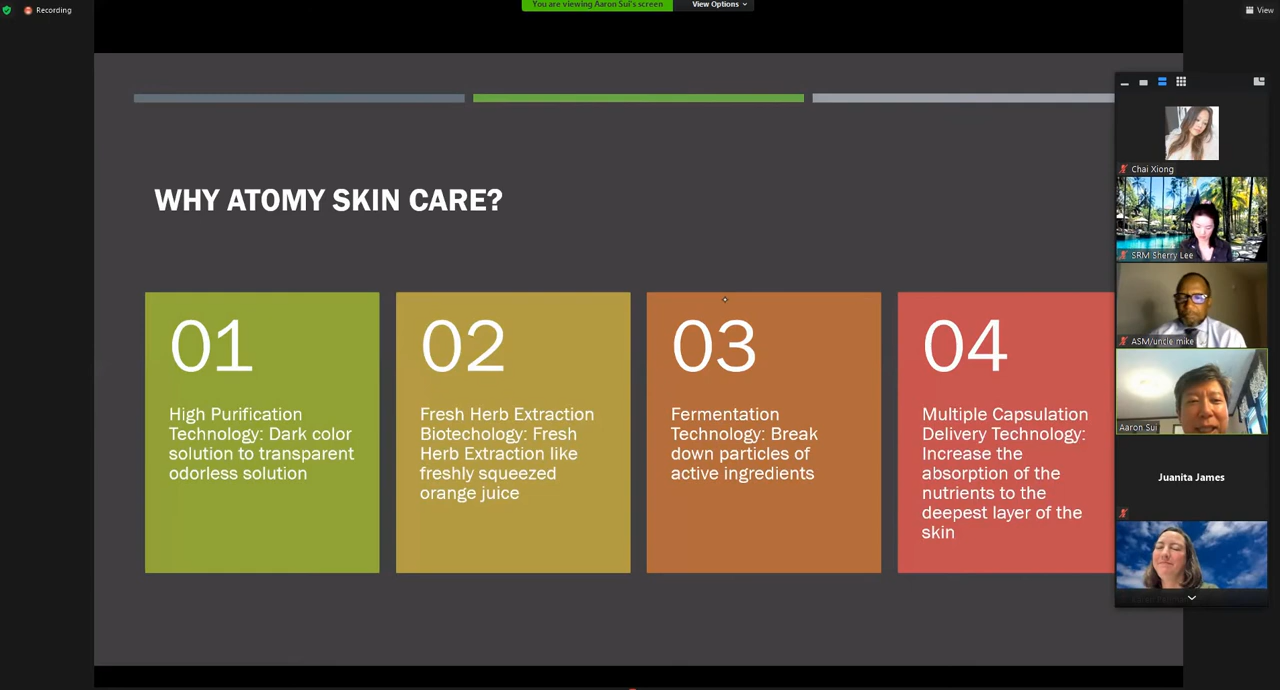 Recording
You are viewing Aaron Sui's screen
View Options
View
WHY ATOMY SKIN CARE?
01
High Purification
Technology: Dark color
solution to transparent
odorless solution
02
Fresh Herb Extraction
Biotechology: Fresh
Herb Extraction like
freshly squeezed
orange juice
03
Fermentation
Technology: Break
down particles of
active ingredients
04
Multiple Capsulation
Delivery Technology:
Increase the
absorption of the
nutrients to the
deepest layer of the
skin
Chai Xiong
SRM Sherry Lee
ASM/uncle mike
Aaron Sui
Juanita James